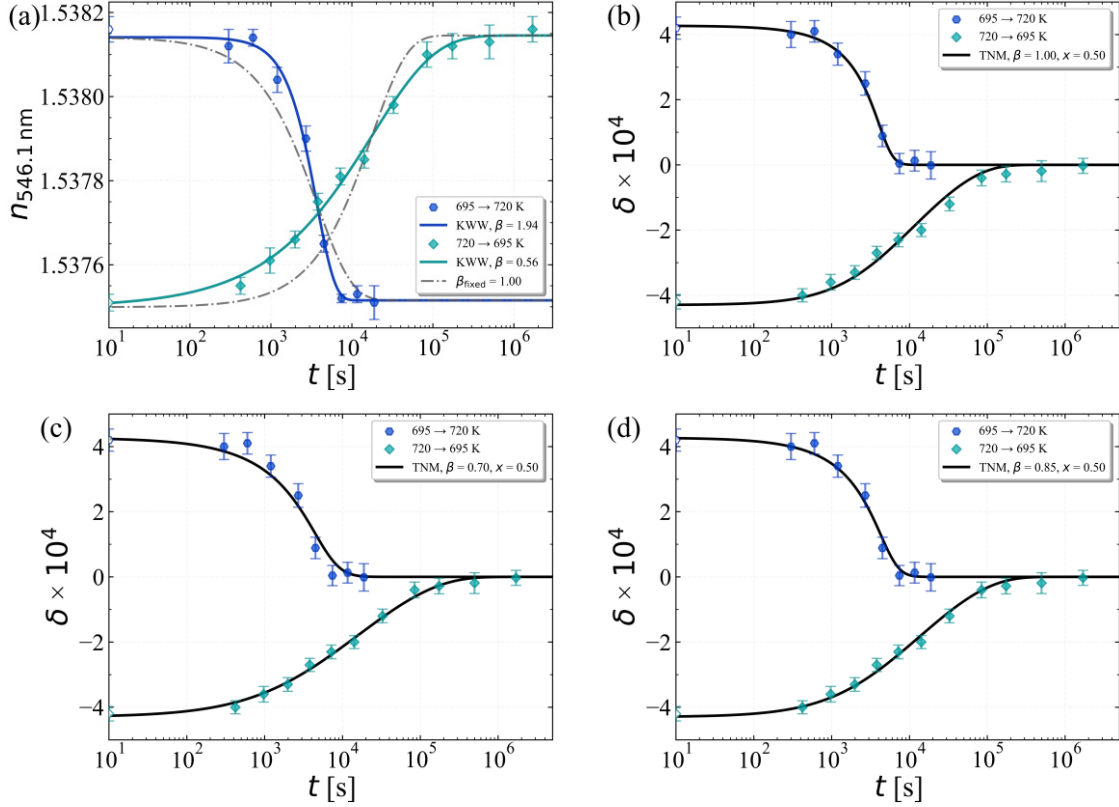 (a)
1.5382
1.5380
1.5378
1.5376
n546.1 nm
695 → 720 K
KWW, β = 1.94
720 → 695 K
KWW, β = 0.56
βfixed = 1.00
10¹ 10² 10³ 10⁴ 10⁵ 10⁶
t [s]
(b)
4
2
0
−2
−4
δ × 10⁴
695 → 720 K
720 → 695 K
TNM, β = 1.00, x = 0.50
10¹ 10² 10³ 10⁴ 10⁵ 10⁶
t [s]
(c)
4
2
0
−2
−4
δ × 10⁴
695 → 720 K
720 → 695 K
TNM, β = 0.70, x = 0.50
10¹ 10² 10³ 10⁴ 10⁵ 10⁶
t [s]
(d)
4
2
0
−2
−4
δ × 10⁴
695 → 720 K
720 → 695 K
TNM, β = 0.85, x = 0.50
10¹ 10² 10³ 10⁴ 10⁵ 10⁶
t [s]